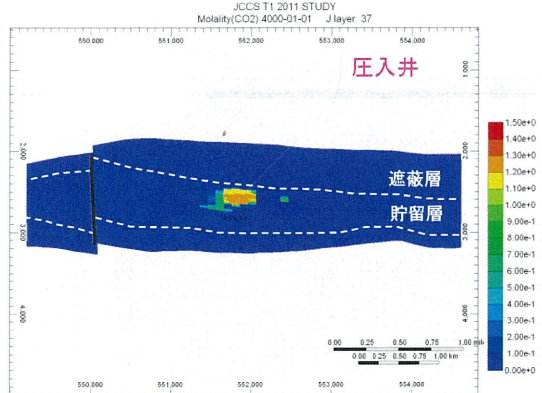 JCCS T1 2011 STUDY
Molality(CO2) 4000-01-01 J layer: 37
550,000 551,000 552,000 553,000 554,000
圧入井
1,000
1,000
2,000
2,000
遮蔽層
貯留層
3,000
3,000
4,000
4,000
1.50e+0
1.40e+0
1.30e+0
1.20e+0
1.10e+0
1.00e+0
9.00e-1
8.00e-1
7.00e-1
6.00e-1
5.00e-1
4.00e-1
3.00e-1
2.00e-1
1.00e-1
0.00e+0
0.00 0.25 0.50 0.75 1.00
0.00 0.25 0.50 0.75 1.00 km
550,000 551,000 552,000 553,000 554,000